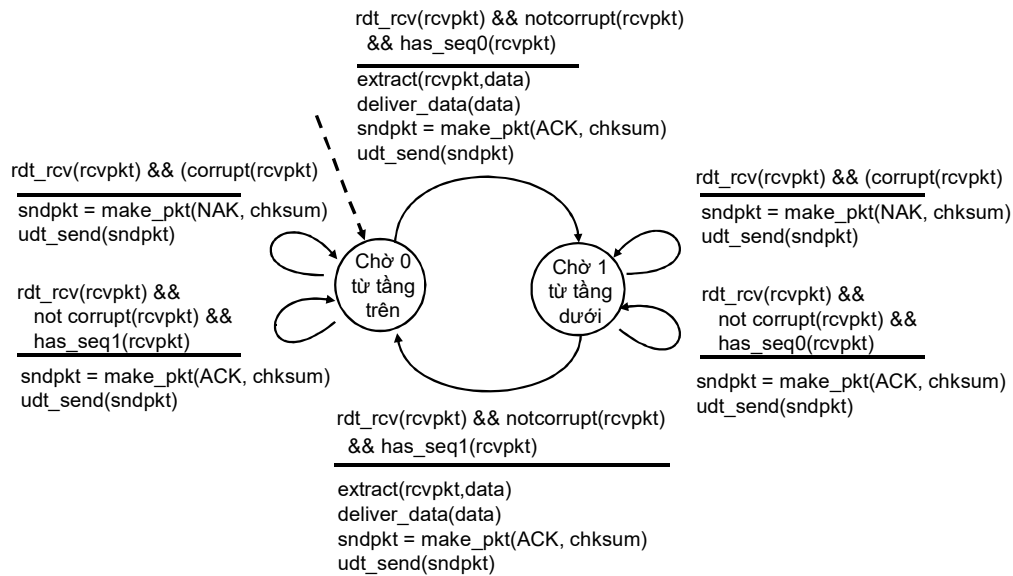 rdt_rcv(rcvpkt) && notcorrupt(rcvpkt)
&& has_seq0(rcvpkt)
extract(rcvpkt,data)
deliver_data(data)
sndpkt = make_pkt(ACK, chksum)
udt_send(sndpkt)
rdt_rcv(rcvpkt) && (corrupt(rcvpkt)
sndpkt = make_pkt(NAK, chksum)
udt_send(sndpkt)
rdt_rcv(rcvpkt) &&
not corrupt(rcvpkt) &&
has_seq1(rcvpkt)
sndpkt = make_pkt(ACK, chksum)
udt_send(sndpkt)
Chờ 0
từ tầng
trên
Chờ 1
từ tầng
dưới
rdt_rcv(rcvpkt) && (corrupt(rcvpkt)
sndpkt = make_pkt(NAK, chksum)
udt_send(sndpkt)
rdt_rcv(rcvpkt) &&
not corrupt(rcvpkt) &&
has_seq0(rcvpkt)
sndpkt = make_pkt(ACK, chksum)
udt_send(sndpkt)
rdt_rcv(rcvpkt) && notcorrupt(rcvpkt)
&& has_seq1(rcvpkt)
extract(rcvpkt,data)
deliver_data(data)
sndpkt = make_pkt(ACK, chksum)
udt_send(sndpkt)